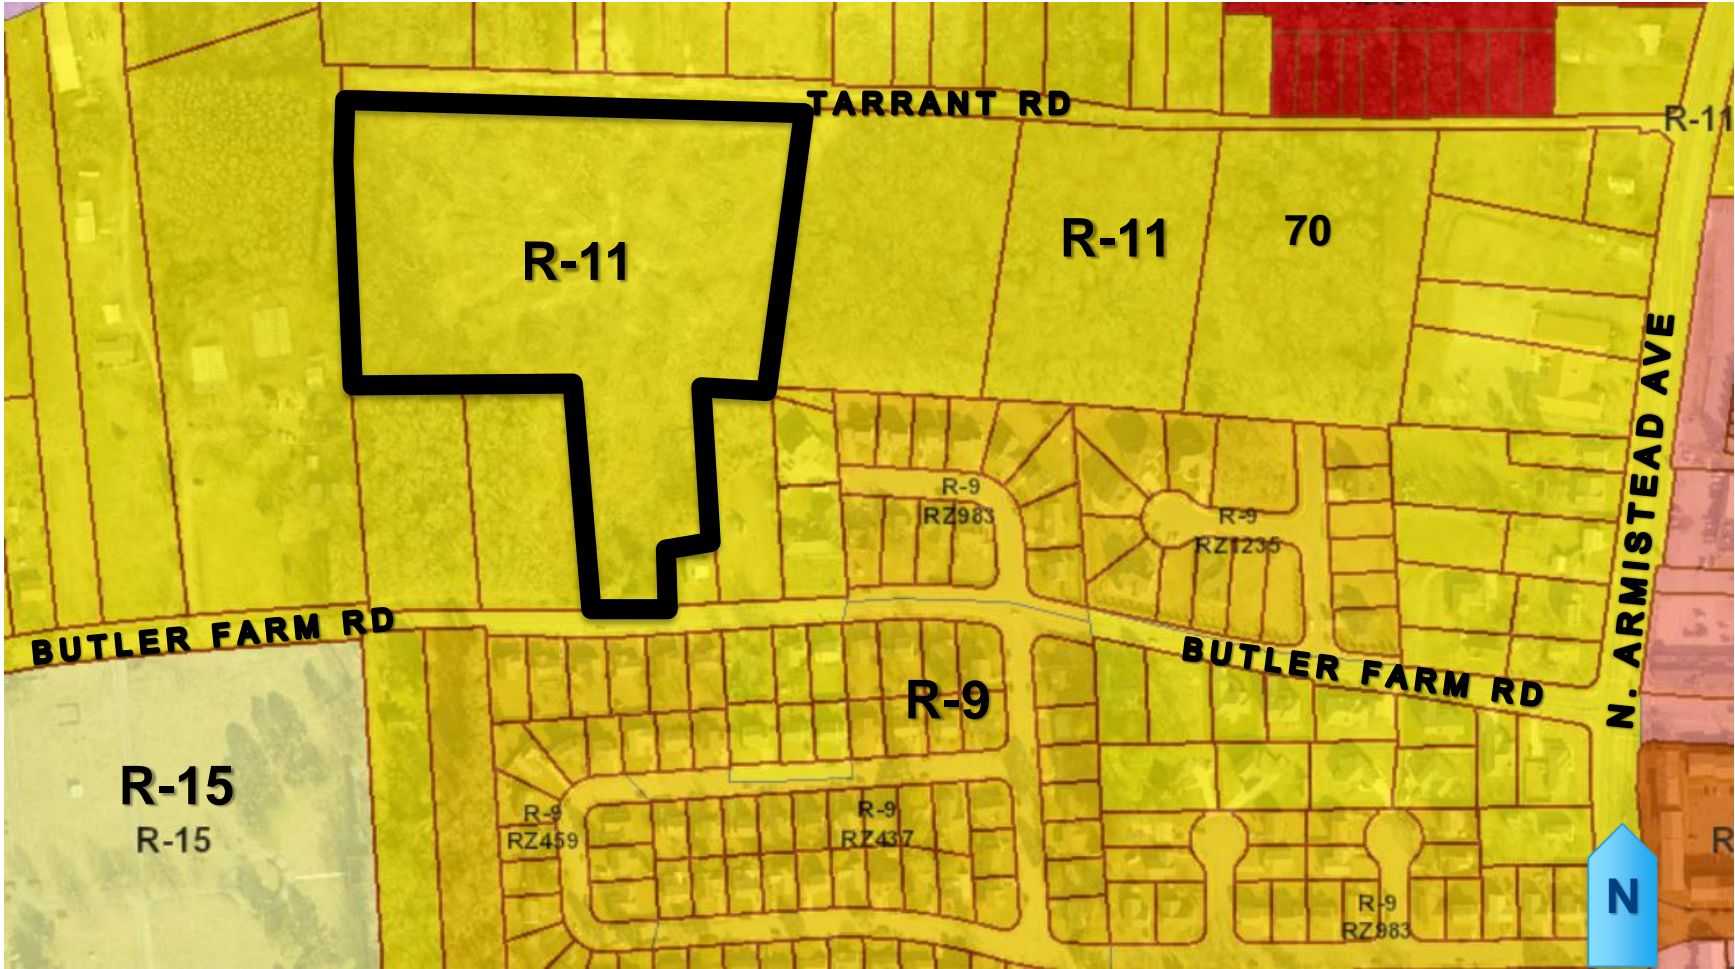 TARRANT RD
R-11
R-11
R-11
70
N. ARMISTEAD AVE
R-9
RZ983
R-9
RZ1235
BUTLER FARM RD
BUTLER FARM RD
R-9
R-15
R-15
R-9
RZ459
R-9
RZ437
R
N
R-9
RZ983